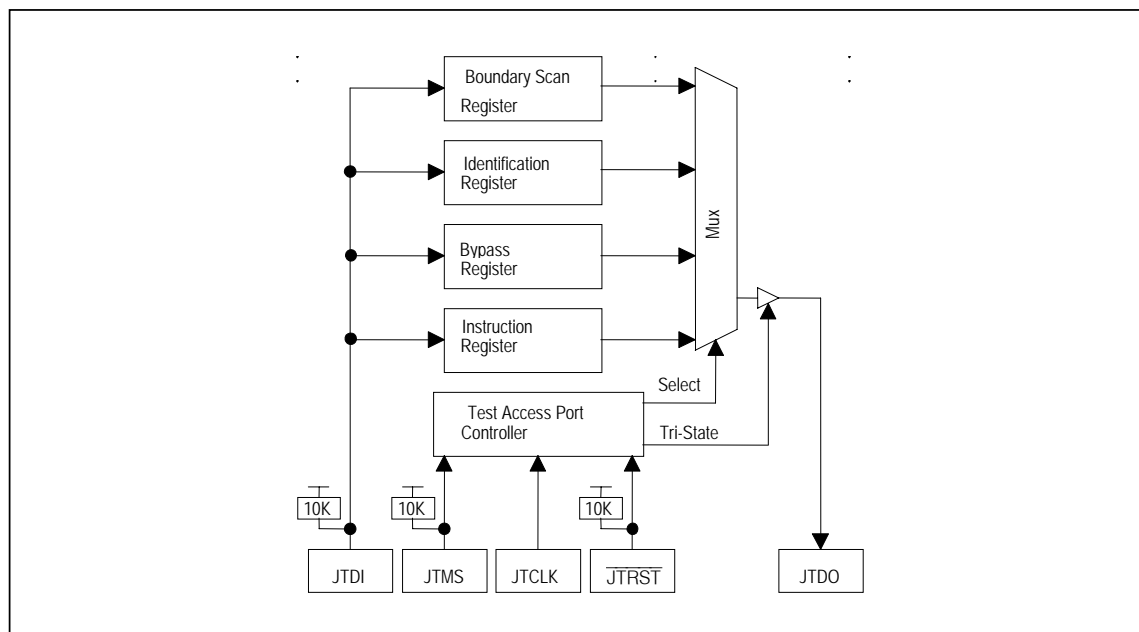 Boundary Scan
Register
Identification
Register
Bypass
Register
Mux
Instruction
Register
Select
Test Access Port
Controller
Tri-State
10K
10K
10K
JTDI
JTMS
JTCLK
JTRST
JTDO